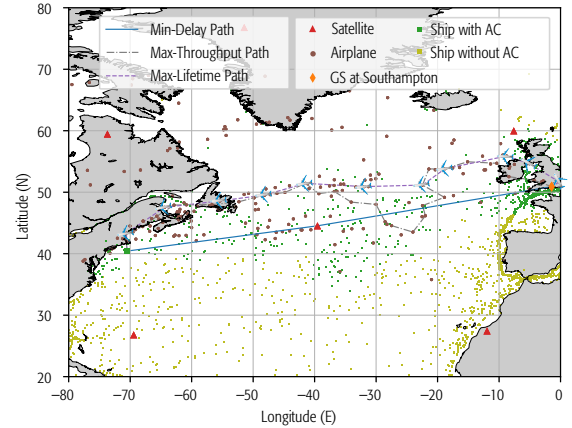 80
70
60
50
40
30
20
Latitude (N)
Min-Delay Path
Max-Throughput Path
Max-Lifetime Path
Satellite
Airplane
GS at Southampton
Ship with AC
Ship without AC
−80 −70 −60 −50 −40 −30 −20 −10 0
Longitude (E)